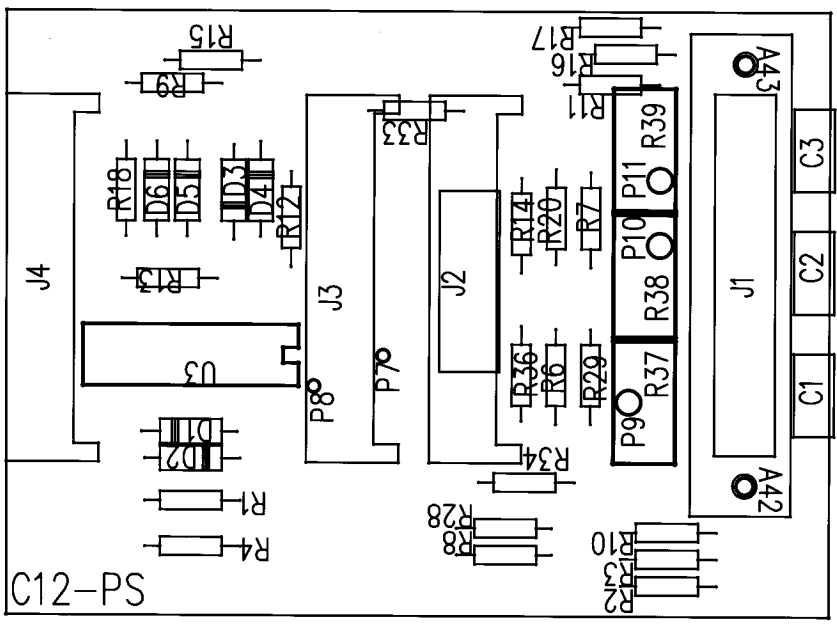 R15
R17
R16
R9
A43
R11
R33
R39
C3
R18
D6
D5
D3
D4
R12
P11
R14
R20
R7
P10
J4
R13
J3
J2
R38
J1
C2
U3
P8
P7
R36
R6
R29
R37
C1
D1
D2
P9
R34
A42
R1
R28
R4
R8
R10
R3
R2
C12-PS